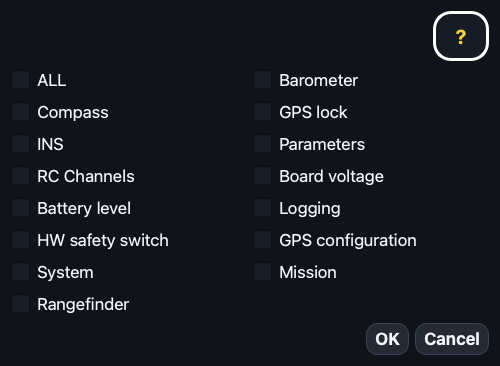 ?
ALL
Barometer
Compass
GPS lock
INS
Parameters
RC Channels
Board voltage
Battery level
Logging
HW safety switch
GPS configuration
System
Mission
Rangefinder
OK
Cancel